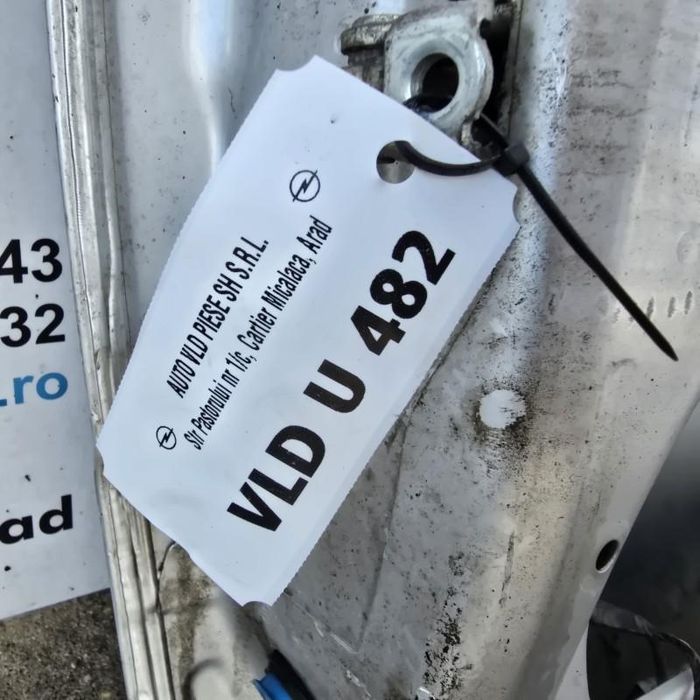 AUTO VLD PIESE SH S.R.L.
Str Pastorului nr 1/c, Cartier Micalaca, Arad
VLD U 482
43
32
.ro
ad